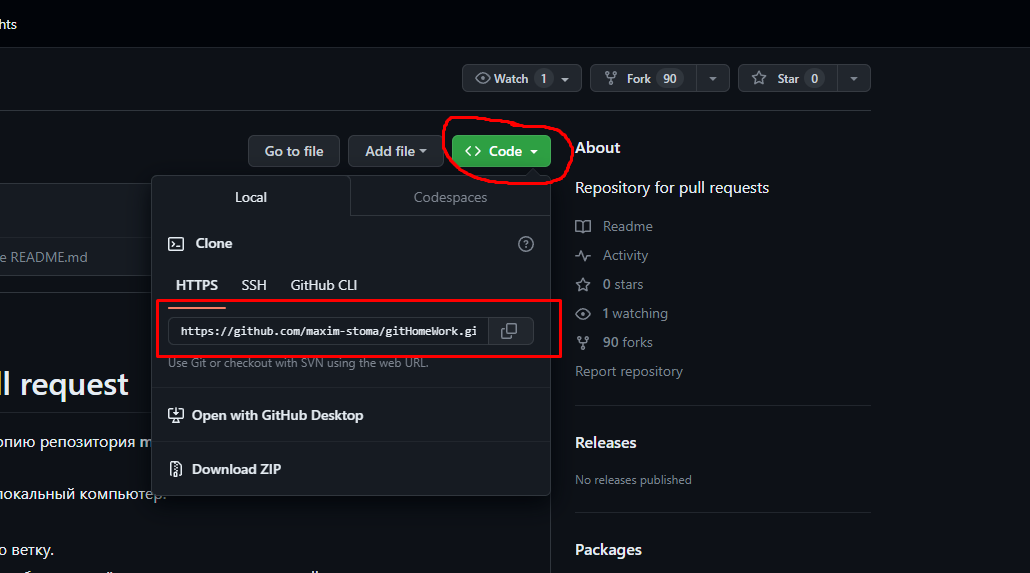 hts
Watch 1
Fork 90
Star 0
Go to file
Add file
Code
About
Local
Codespaces
Repository for pull requests
Clone
Readme
e README.md
Activity
HTTPS
SSH
GitHub CLI
0 stars
1 watching
https://github.com/maxim-stoma/gitHomeWork.gi
90 forks
Use Git or checkout with SVN using the web URL.
Report repository
ll request
Open with GitHub Desktop
опию репозитория m
Releases
Download ZIP
No releases published
локальный компьютер.
о ветку.
Packages